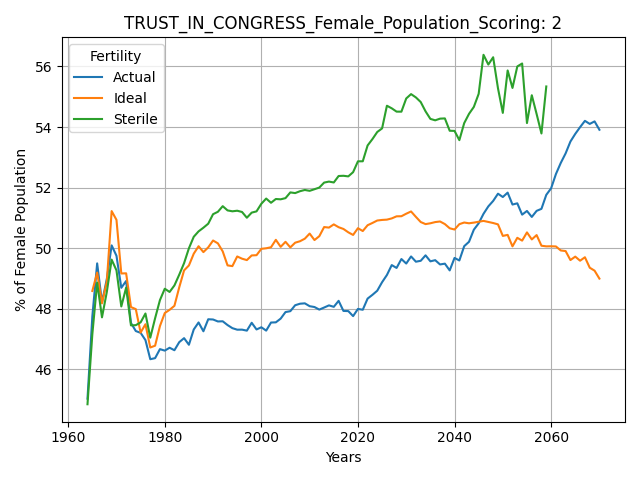 TRUST_IN_CONGRESS_Female_Population_Scoring: 2
Fertility
Actual
Ideal
Sterile
% of Female Population
56
54
52
50
48
46
1960
1980
2000
2020
2040
2060
Years